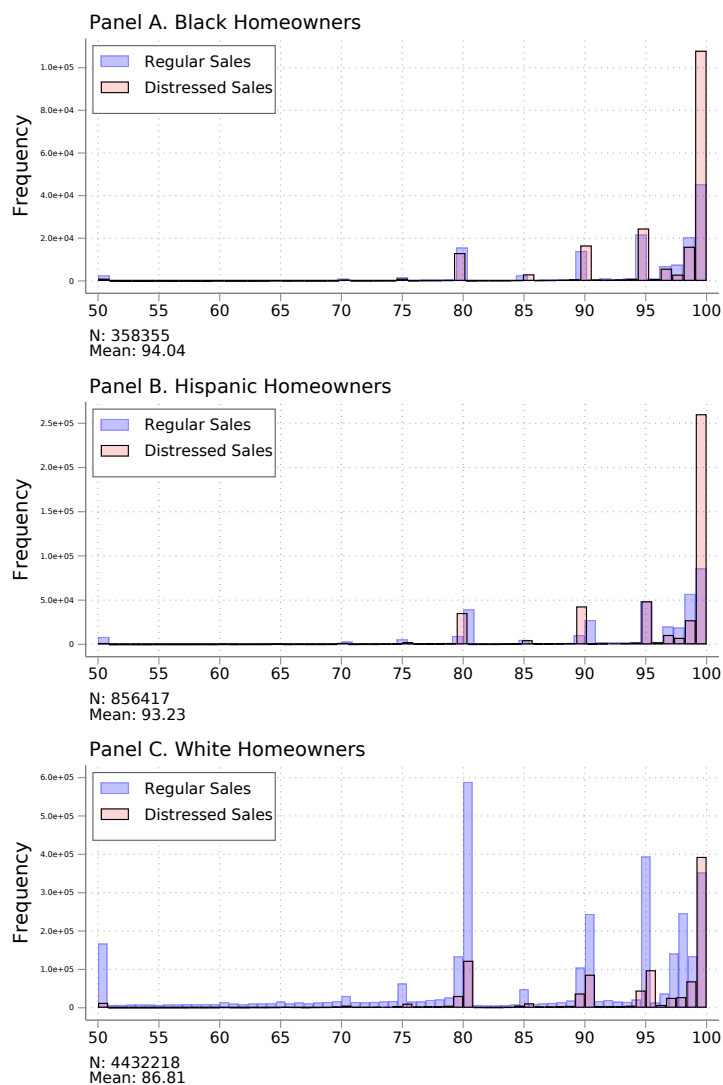 Panel A. Black Homeowners
Regular Sales
Distressed Sales
Frequency
1.0e+05
8.0e+04
6.0e+04
4.0e+04
2.0e+04
0
50 55 60 65 70 75 80 85 90 95 100
N: 358355
Mean: 94.04
Panel B. Hispanic Homeowners
Regular Sales
Distressed Sales
Frequency
2.5e+05
2.0e+05
1.5e+05
1.0e+05
5.0e+04
0
50 55 60 65 70 75 80 85 90 95 100
N: 856417
Mean: 93.23
Panel C. White Homeowners
Regular Sales
Distressed Sales
Frequency
6.0e+05
5.0e+05
4.0e+05
3.0e+05
2.0e+05
1.0e+05
0
50 55 60 65 70 75 80 85 90 95 100
N: 4432218
Mean: 86.81